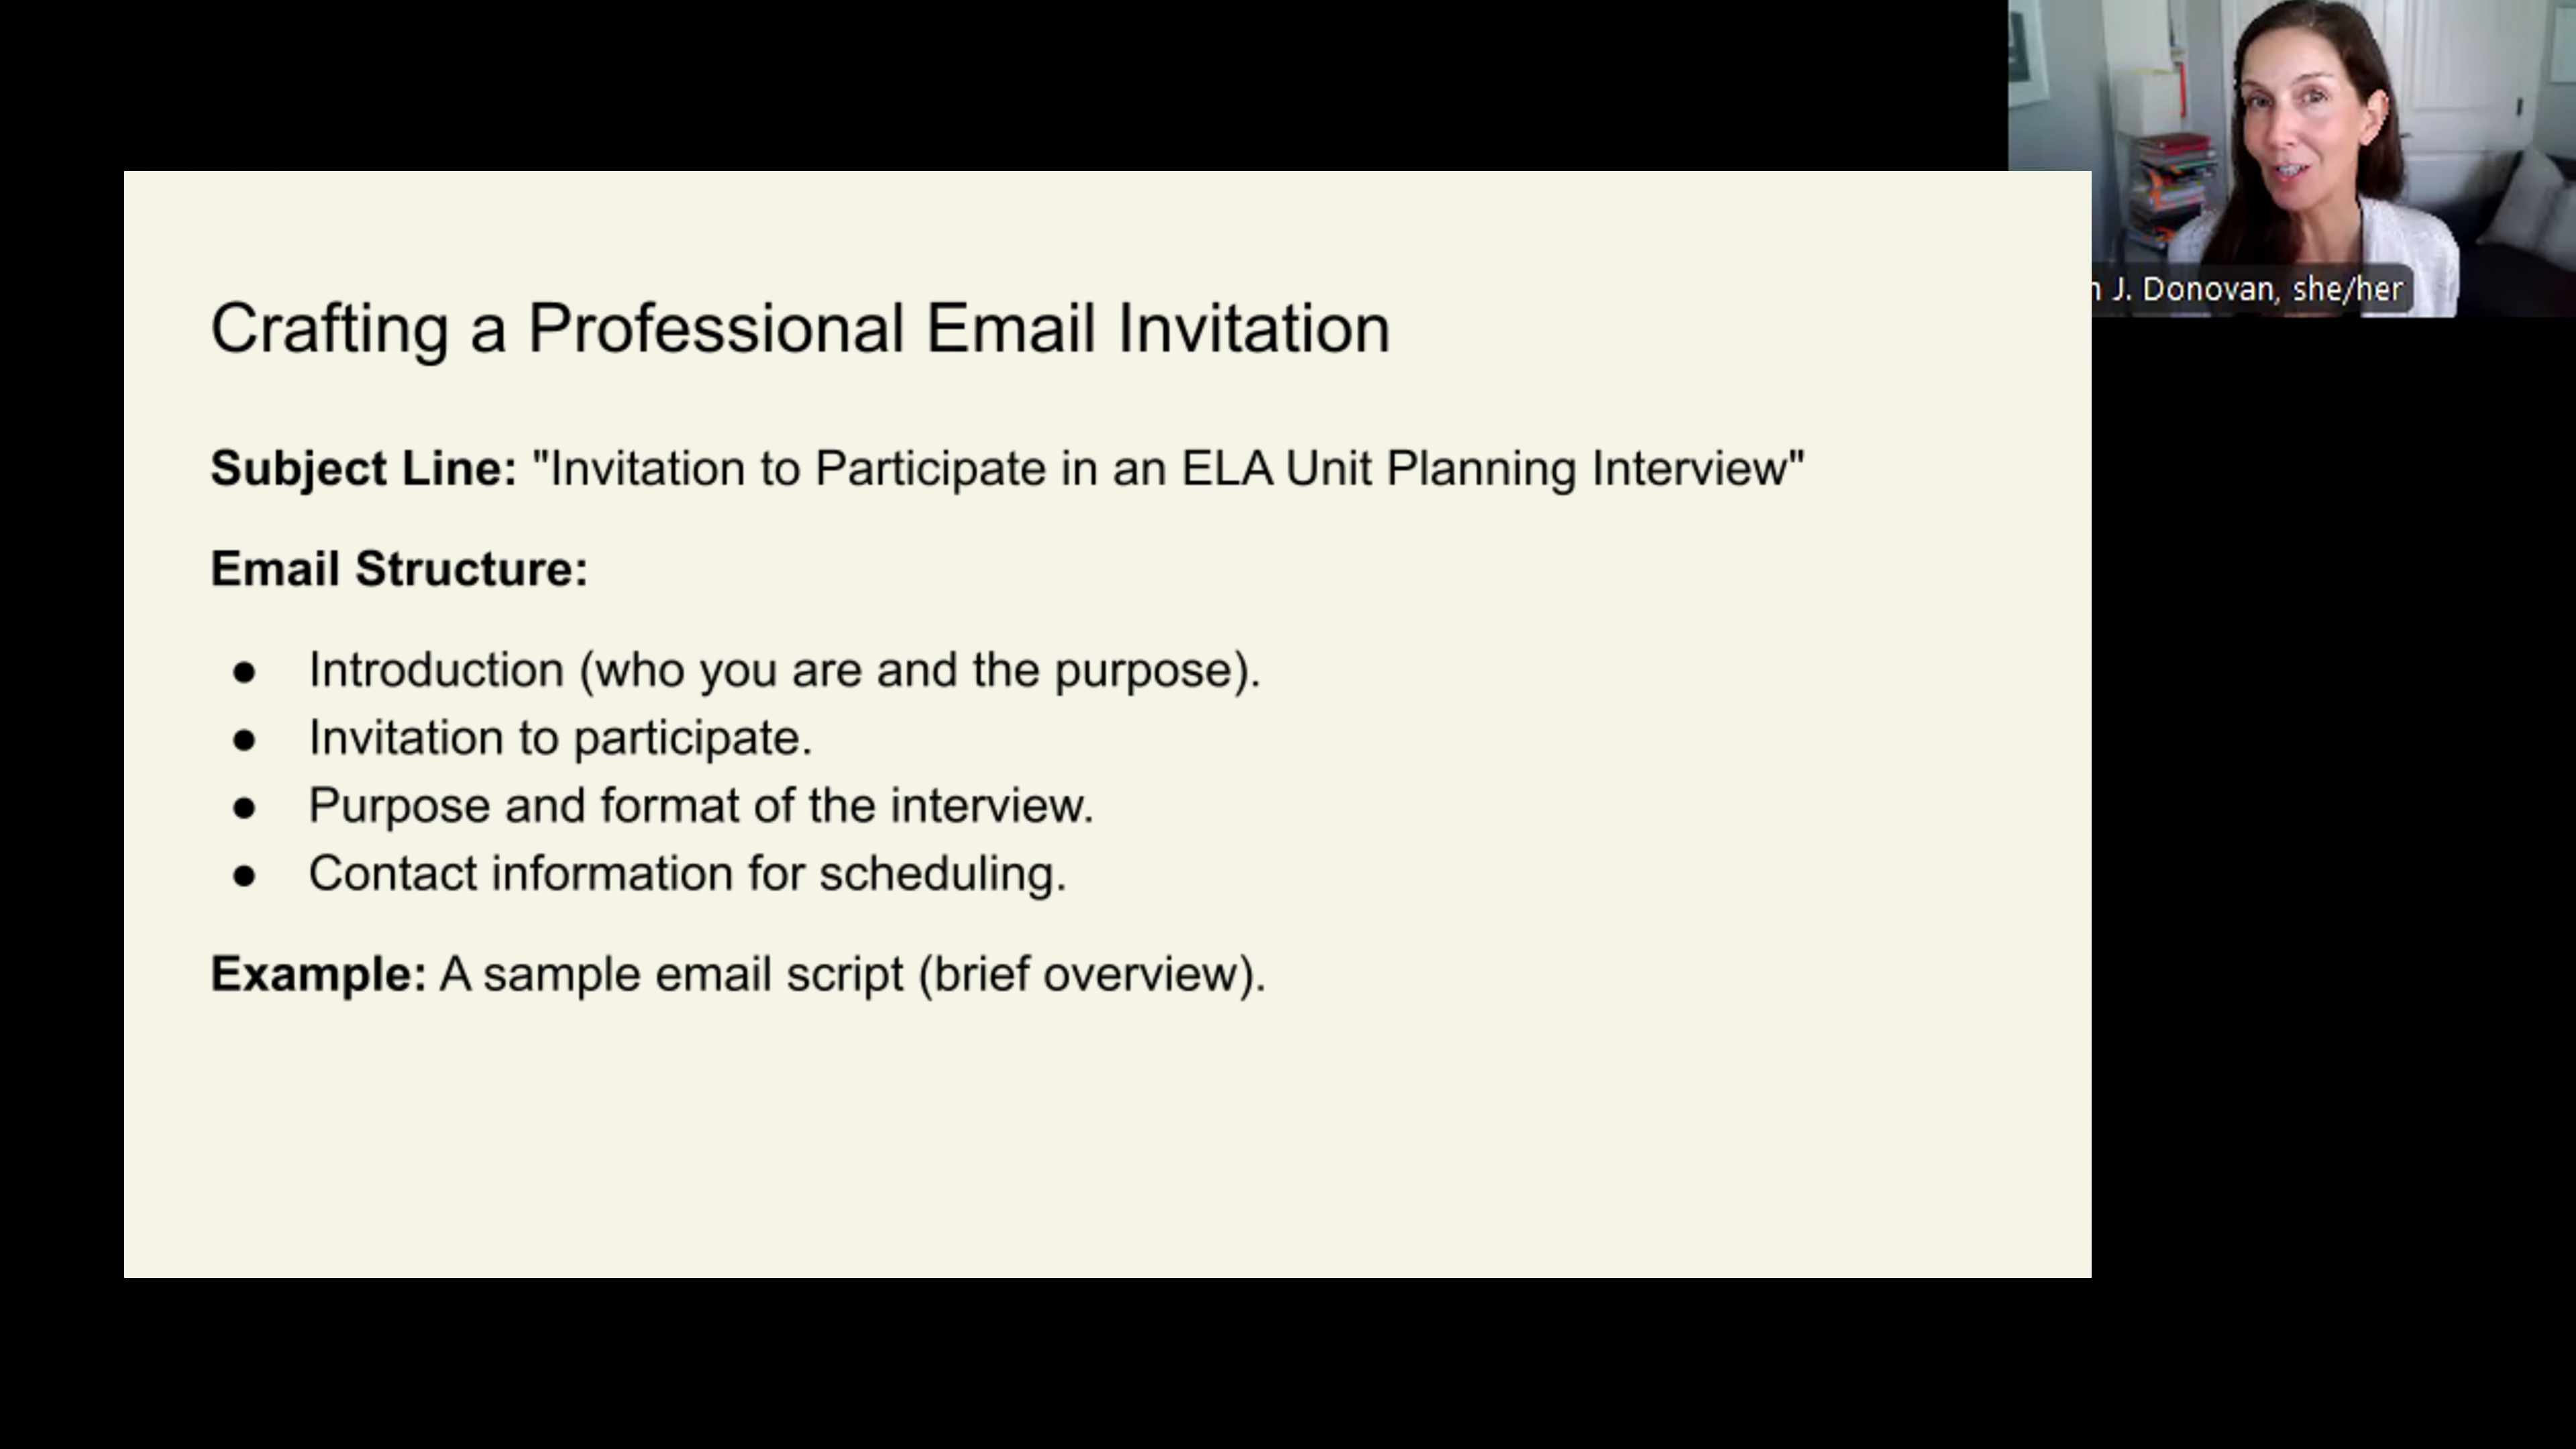 Crafting a Professional Email Invitation
Subject Line: "Invitation to Participate in an ELA Unit Planning Interview"
Email Structure:
● Introduction (who you are and the purpose).
● Invitation to participate.
● Purpose and format of the interview.
● Contact information for scheduling.
Example: A sample email script (brief overview).
J. Donovan, she/her